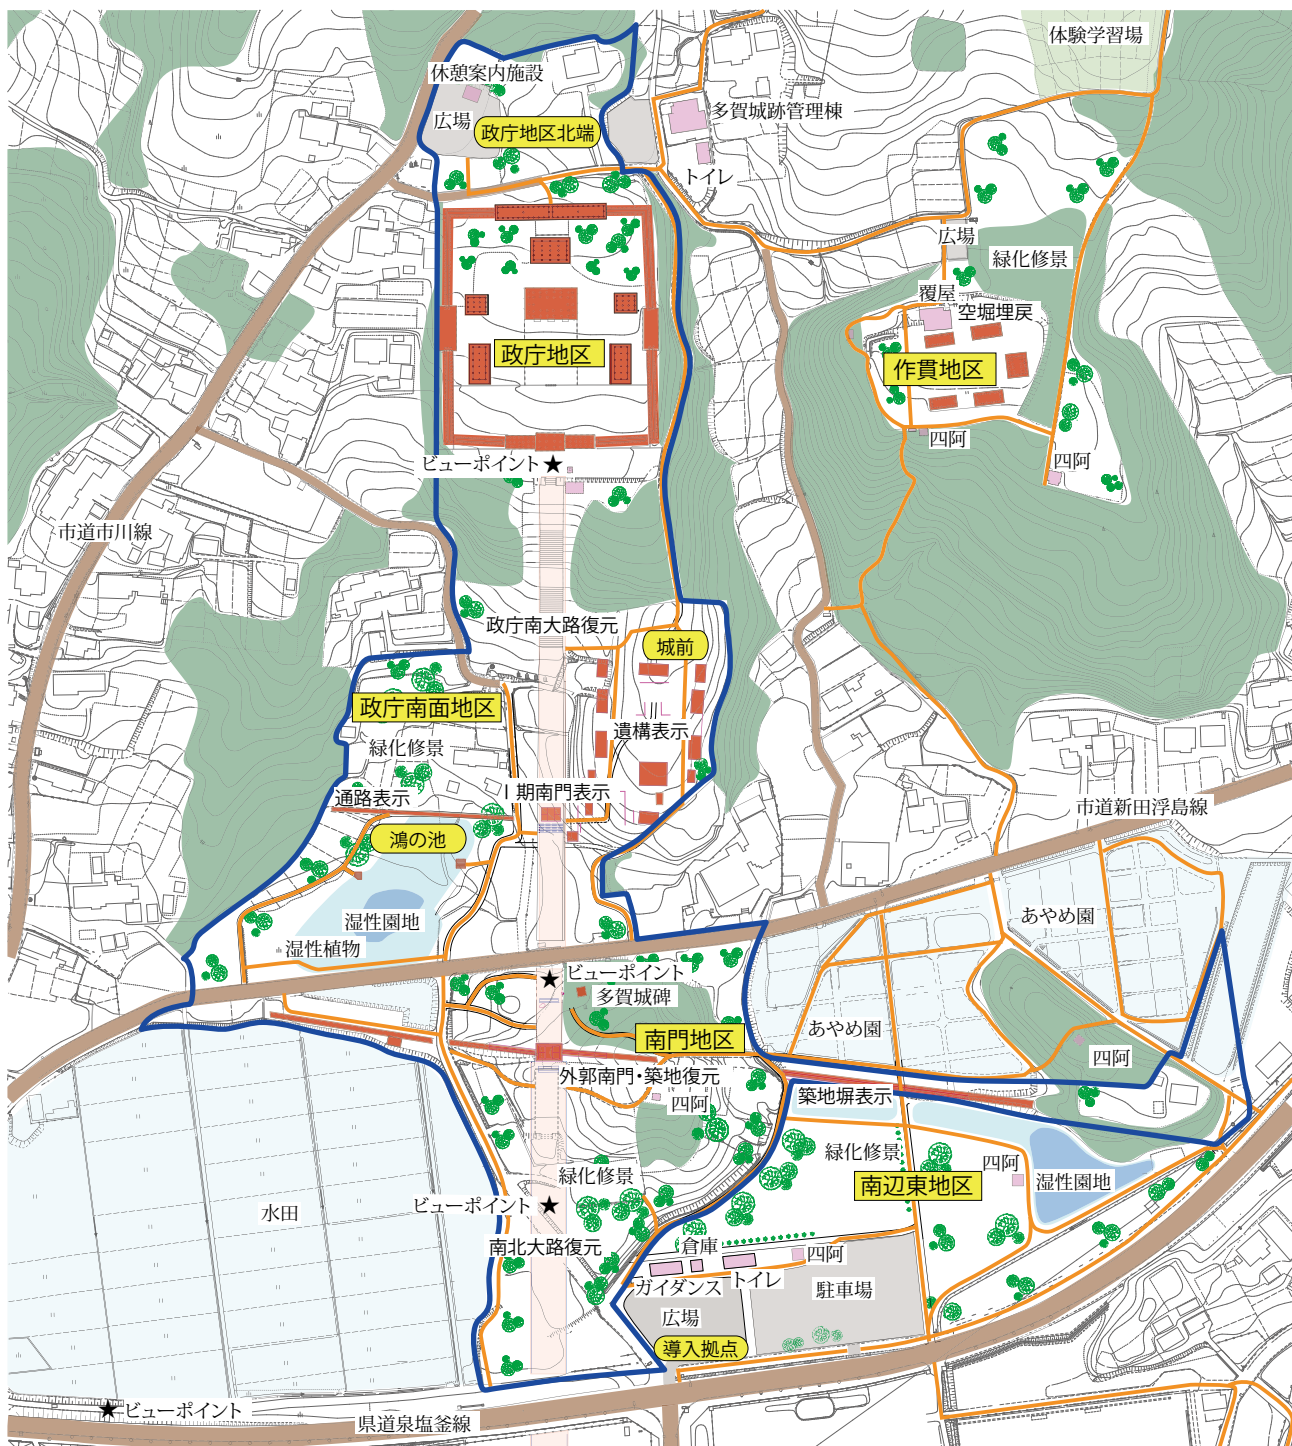 体験学習場
休憩案内施設
広場
政庁地区北端
多賀城跡管理棟
トイレ
広場
緑化修景
覆屋
空堀埋戻
政庁地区
作貫地区
四阿
四阿
ビューポイント★
市道市川線
政庁南大路復元
城前
政庁南面地区
遺構表示
緑化修景
通路表示
Ⅰ期南門表示
市道新田浮島線
鴻の池
湿性園地
湿性植物
あやめ園
★ビューポイント
多賀城碑
南門地区
あやめ園
四阿
外郭南門・築地復元
四阿
築地塀表示
緑化修景
四阿
緑化修景
南辺東地区
湿性園地
水田
ビューポイント★
南北大路復元
倉庫
四阿
ガイダンス
トイレ
駐車場
広場
導入拠点
★ビューポイント
県道泉塩釜線